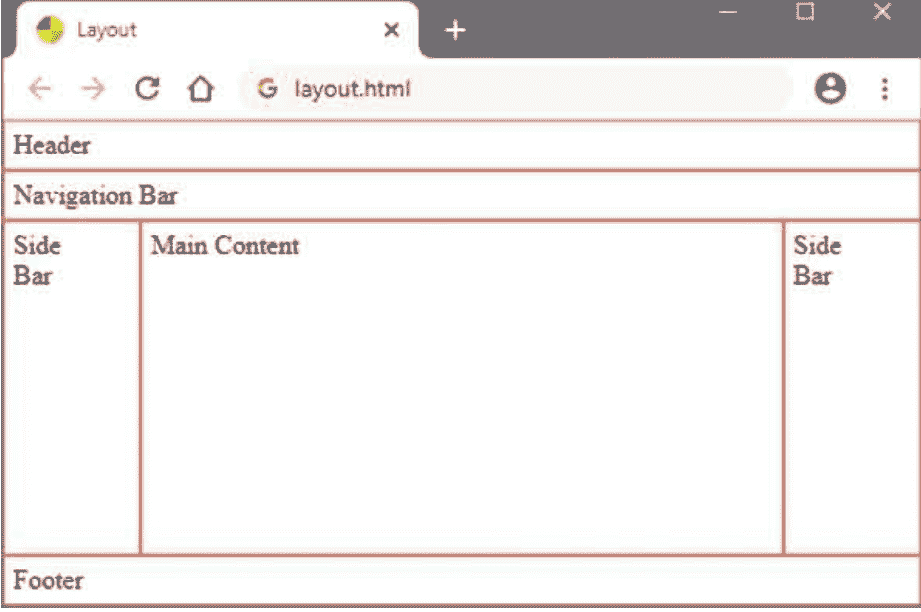 Layout
layout.html
Header
Navigation Bar
Side
Bar
Main Content
Side
Bar
Footer